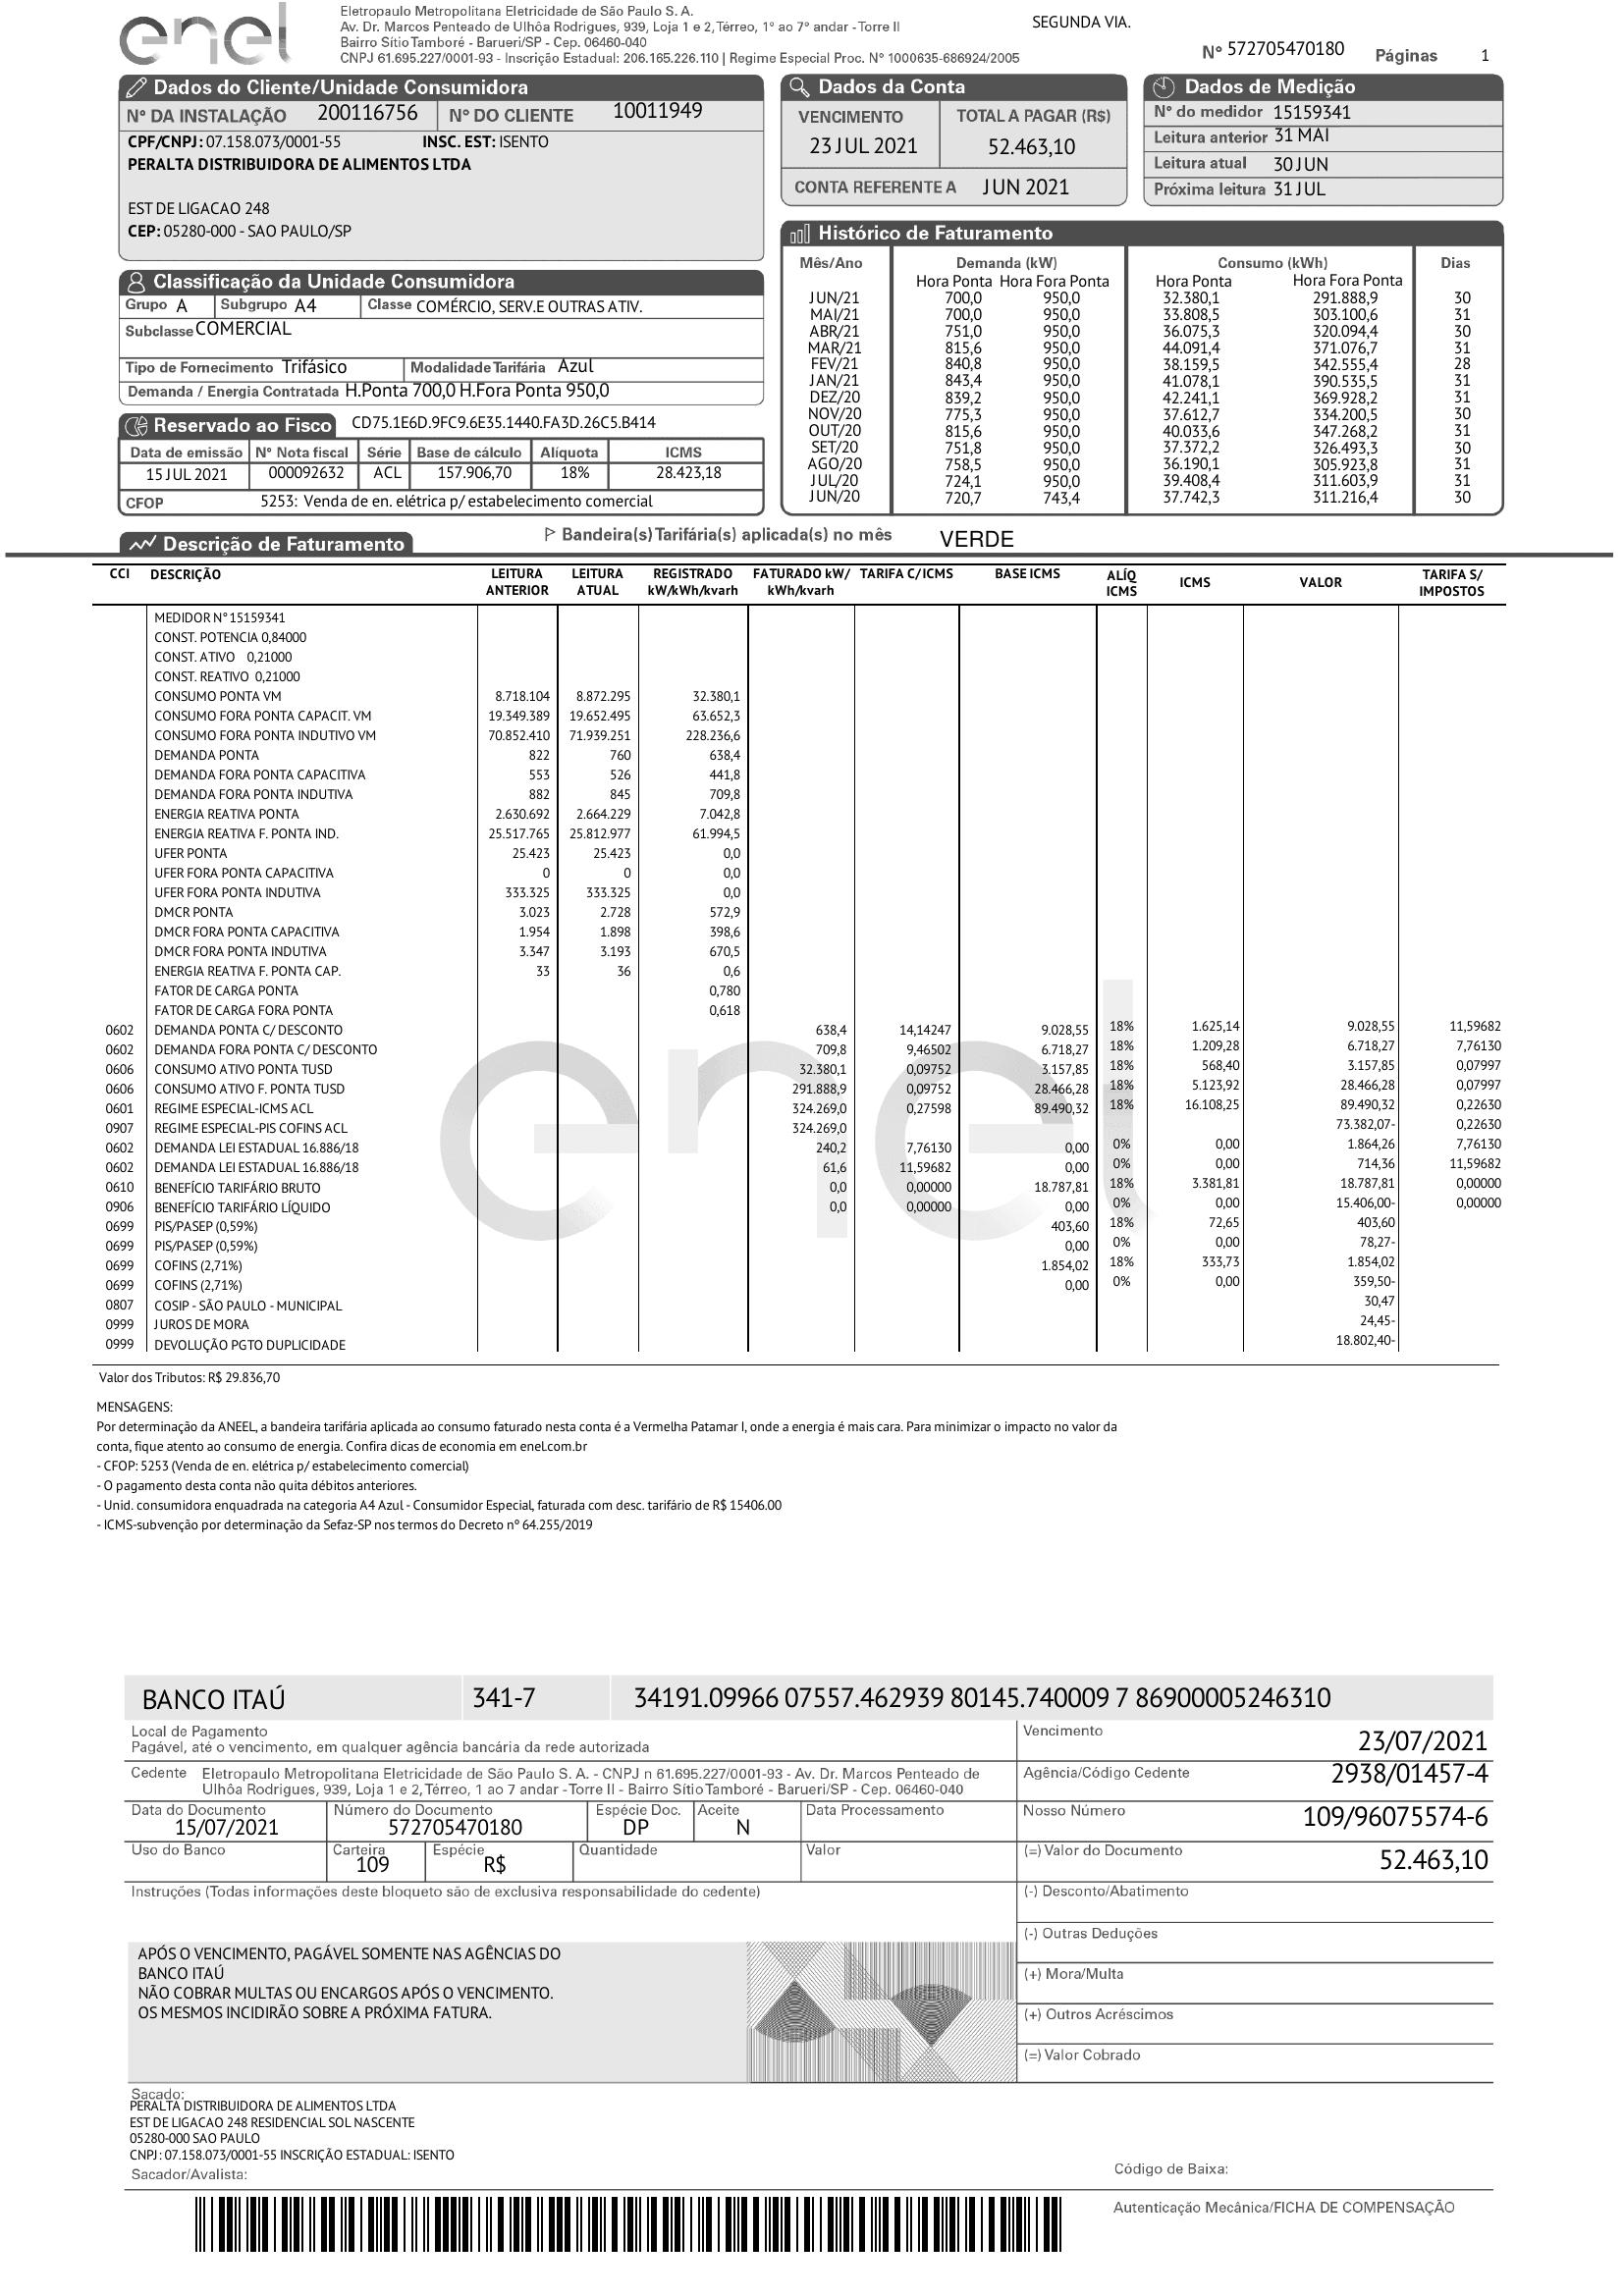 enel
Eletropaulo Metropolitana Eletricidade de São Paulo S. A.
Av. Dr. Marcos Penteado de Ulhôa Rodrigues, 939, Loja 1 e 2, Térreo, 1° ao 7° andar - Torre II
Bairro Sítio Tamboré - Barueri/SP - Cep. 06460-040
CNPJ 61.695.227/0001-93 - Inscrição Estadual: 206.165.226.110 | Regime Especial Proc. N° 1000635-686924/2005
SEGUNDA VIA.
N° 572705470180 Páginas 1
Dados do Cliente/Unidade Consumidora
N° DA INSTALAÇÃO 200116756 N° DO CLIENTE 10011949
CPF/CNPJ: 07.158.073/0001-55 INSC. EST: ISENTO
PERALTA DISTRIBUIDORA DE ALIMENTOS LTDA
EST DE LIGACAO 248
CEP: 05280-000 - SAO PAULO/SP
Dados da Conta
VENCIMENTO TOTAL A PAGAR (R$)
23 JUL 2021 52.463,10
CONTA REFERENTE A JUN 2021
Dados de Medição
N° do medidor 15159341
Leitura anterior 31 MAI
Leitura atual 30 JUN
Próxima leitura 31 JUL
Classificação da Unidade Consumidora
Grupo A Subgrupo A4 Classe COMÉRCIO, SERV.E OUTRAS ATIV.
Subclasse COMERCIAL
Tipo de Fornecimento Trifásico Modalidade Tarifária Azul
Demanda / Energia Contratada H.Ponta 700,0 H.Fora Ponta 950,0
Reservado ao Fisco CD75.1E6D.9FC9.6E35.1440.FA3D.26C5.B414
Data de emissão N° Nota fiscal Série Base de cálculo Alíquota ICMS
15 JUL 2021 000092632 ACL 157.906,70 18% 28.423,18
CFOP 5253: Venda de en. elétrica p/ estabelecimento comercial
Histórico de Faturamento
Mês/Ano Demanda (kW) Consumo (kWh) Dias
Hora Ponta Hora Fora Ponta Hora Ponta Hora Fora Ponta
JUN/21 700,0 950,0 32.380,1 291.888,9 30
MAI/21 700,0 950,0 33.808,5 303.100,6 31
ABR/21 751,0 950,0 36.075,3 320.094,4 30
MAR/21 815,6 950,0 44.091,4 371.076,7 31
FEV/21 840,8 950,0 38.159,5 342.555,4 28
JAN/21 843,4 950,0 41.078,1 390.535,5 31
DEZ/20 839,2 950,0 42.241,1 369.928,2 31
NOV/20 775,3 950,0 37.612,7 334.200,5 30
OUT/20 815,6 950,0 40.033,6 347.268,2 31
SET/20 751,8 950,0 37.372,2 326.493,3 30
AGO/20 758,5 950,0 36.190,1 305.923,8 31
JUL/20 724,1 950,0 39.408,4 311.603,9 31
JUN/20 720,7 743,4 37.742,3 311.216,4 30
Descrição de Faturamento Bandeira(s) Tarifária(s) aplicada(s) no mês VERDE
CCI DESCRIÇÃO LEITURA ANTERIOR LEITURA ATUAL REGISTRADO kW/kWh/kvarh FATURADO kW/ kWh/kvarh TARIFA C/ICMS BASE ICMS ALÍQ ICMS ICMS VALOR TARIFA S/ IMPOSTOS
MEDIDOR N° 15159341
CONST. POTENCIA 0,84000
CONST. ATIVO 0,21000
CONST. REATIVO 0,21000
CONSUMO PONTA VM 8.718.104 8.872.295 32.380,1
CONSUMO FORA PONTA CAPACIT. VM 19.349.389 19.652.495 63.652,3
CONSUMO FORA PONTA INDUTIVO VM 70.852.410 71.939.251 228.236,6
DEMANDA PONTA 822 760 638,4
DEMANDA FORA PONTA CAPACITIVA 553 526 441,8
DEMANDA FORA PONTA INDUTIVA 882 845 709,8
ENERGIA REATIVA PONTA 2.630.692 2.664.229 7.042,8
ENERGIA REATIVA F. PONTA IND. 25.517.765 25.812.977 61.994,5
UFER PONTA 25.423 25.423 0,0
UFER FORA PONTA CAPACITIVA 0 0 0,0
UFER FORA PONTA INDUTIVA 333.325 333.325 0,0
DMCR PONTA 3.023 2.728 572,9
DMCR FORA PONTA CAPACITIVA 1.954 1.898 398,6
DMCR FORA PONTA INDUTIVA 3.347 3.193 670,5
ENERGIA REATIVA F. PONTA CAP. 33 36 0,6
FATOR DE CARGA PONTA 0,780
FATOR DE CARGA FORA PONTA 0,618
0602 DEMANDA PONTA C/ DESCONTO 638,4 14,14247 9.028,55 18% 1.625,14 9.028,55 11,59682
0602 DEMANDA FORA PONTA C/ DESCONTO 709,8 9,46502 6.718,27 18% 1.209,28 6.718,27 7,76130
0606 CONSUMO ATIVO PONTA TUSD 32.380,1 0,09752 3.157,85 18% 568,40 3.157,85 0,07997
0606 CONSUMO ATIVO F. PONTA TUSD 291.888,9 0,09752 28.466,28 18% 5.123,92 28.466,28 0,07997
0601 REGIME ESPECIAL-ICMS ACL 324.269,0 0,27598 89.490,32 18% 16.108,25 89.490,32 0,22630
0907 REGIME ESPECIAL-PIS COFINS ACL 324.269,0 73.382,07- 0,22630
0602 DEMANDA LEI ESTADUAL 16.886/18 240,2 7,76130 0,00 0% 0,00 1.864,26 7,76130
0602 DEMANDA LEI ESTADUAL 16.886/18 61,6 11,59682 0,00 0% 0,00 714,36 11,59682
0610 BENEFÍCIO TARIFÁRIO BRUTO 0,0 0,00000 18.787,81 18% 3.381,81 18.787,81 0,00000
0906 BENEFÍCIO TARIFÁRIO LÍQUIDO 0,0 0,00000 0,00 0% 0,00 15.406,00- 0,00000
0699 PIS/PASEP (0,59%) 403,60 18% 72,65 403,60
0699 PIS/PASEP (0,59%) 0,00 0% 0,00 78,27-
0699 COFINS (2,71%) 1.854,02 18% 333,73 1.854,02
0699 COFINS (2,71%) 0,00 0% 0,00 359,50-
0807 COSIP - SÃO PAULO - MUNICIPAL 30,47
0999 JUROS DE MORA 24,45-
0999 DEVOLUÇÃO PGTO DUPLICIDADE 18.802,40-
enel
Valor dos Tributos: R$ 29.836,70
MENSAGENS:
Por determinação da ANEEL, a bandeira tarifária aplicada ao consumo faturado nesta conta é a Vermelha Patamar I, onde a energia é mais cara. Para minimizar o impacto no valor da
conta, fique atento ao consumo de energia. Confira dicas de economia em enel.com.br
- CFOP: 5253 (Venda de en. elétrica p/ estabelecimento comercial)
- O pagamento desta conta não quita débitos anteriores.
- Unid. consumidora enquadrada na categoria A4 Azul - Consumidor Especial, faturada com desc. tarifário de R$ 15406.00
- ICMS-subvenção por determinação da Sefaz-SP nos termos do Decreto nº 64.255/2019
BANCO ITAÚ 341-7 34191.09966 07557.462939 80145.740009 7 86900005246310
Local de Pagamento
Pagável, até o vencimento, em qualquer agência bancária da rede autorizada
Vencimento 23/07/2021
Cedente Eletropaulo Metropolitana Eletricidade de São Paulo S. A. - CNPJ n 61.695.227/0001-93 - Av. Dr. Marcos Penteado de
Ulhôa Rodrigues, 939, Loja 1 e 2, Térreo, 1 ao 7 andar - Torre II - Bairro Sítio Tamboré - Barueri/SP - Cep. 06460-040
Agência/Código Cedente 2938/01457-4
Data do Documento Número do Documento Espécie Doc. Aceite Data Processamento
15/07/2021 572705470180 DP N
Nosso Número 109/96075574-6
Uso do Banco Carteira Espécie Quantidade Valor
109 R$
(=) Valor do Documento 52.463,10
Instruções (Todas informações deste bloqueto são de exclusiva responsabilidade do cedente)
(-) Desconto/Abatimento
(-) Outras Deduções
(+) Mora/Multa
(+) Outros Acréscimos
(=) Valor Cobrado
APÓS O VENCIMENTO, PAGÁVEL SOMENTE NAS AGÊNCIAS DO
BANCO ITAÚ
NÃO COBRAR MULTAS OU ENCARGOS APÓS O VENCIMENTO.
OS MESMOS INCIDIRÃO SOBRE A PRÓXIMA FATURA.
Sacado:
PERALTA DISTRIBUIDORA DE ALIMENTOS LTDA
EST DE LIGACAO 248 RESIDENCIAL SOL NASCENTE
05280-000 SAO PAULO
CNPJ: 07.158.073/0001-55 INSCRIÇÃO ESTADUAL: ISENTO
Sacador/Avalista:
Código de Baixa:
Autenticação Mecânica/FICHA DE COMPENSAÇÃO